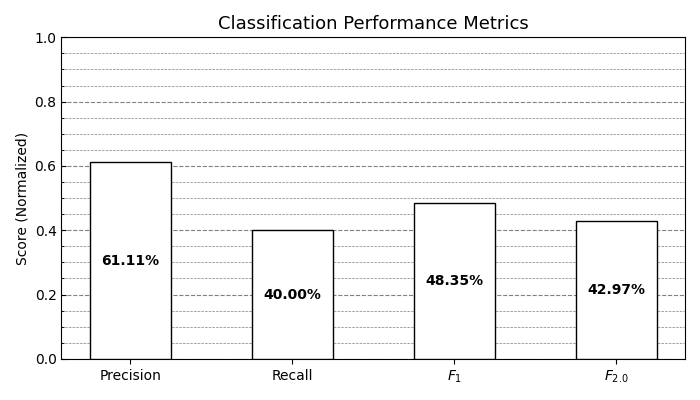 Classification Performance Metrics
Score (Normalized)
1.0
0.8
0.6
0.4
0.2
0.0
61.11%
40.00%
48.35%
42.97%
Precision
Recall
F₁
F₂.₀